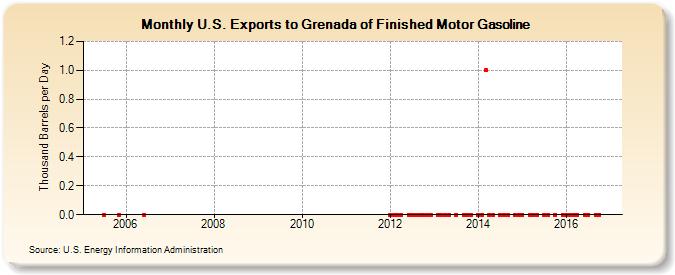 Monthly U.S. Exports to Grenada of Finished Motor Gasoline
Thousand Barrels per Day
1.2
1.0
0.8
0.6
0.4
0.2
0.0
2006 2008 2010 2012 2014 2016
Source: U.S. Energy Information Administration